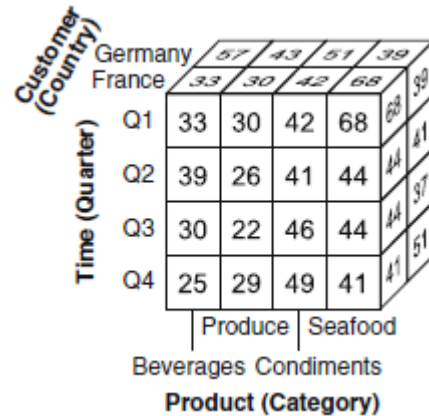 Customer
(Country)
Germany 57 43 51 39
France 33 30 42 68
Time (Quarter)
Q1 33 30 42 68 68 39
Q2 39 26 41 44 44 41
Q3 30 22 46 44 44 37
Q4 25 29 49 41 41 51
Produce Seafood
Beverages Condiments
Product (Category)